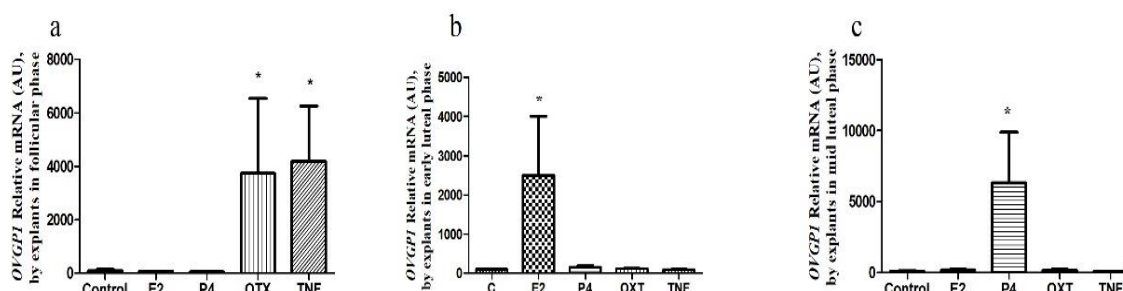 a
OVGP1 Relative mRNA (AU),
by explants in follicular phase
8000
6000
4000
2000
0
*
*
Control E2 P4 OTX TNF
b
OVGP1 Relative mRNA (AU),
by explants in early luteal phase
5000
4000
3000
2000
1000
0
*
C E2 P4 OXT TNF
c
OVGP1 Relative mRNA (AU),
by explants in mid luteal phase
15000
10000
5000
0
*
Control E2 P4 OXT TNF